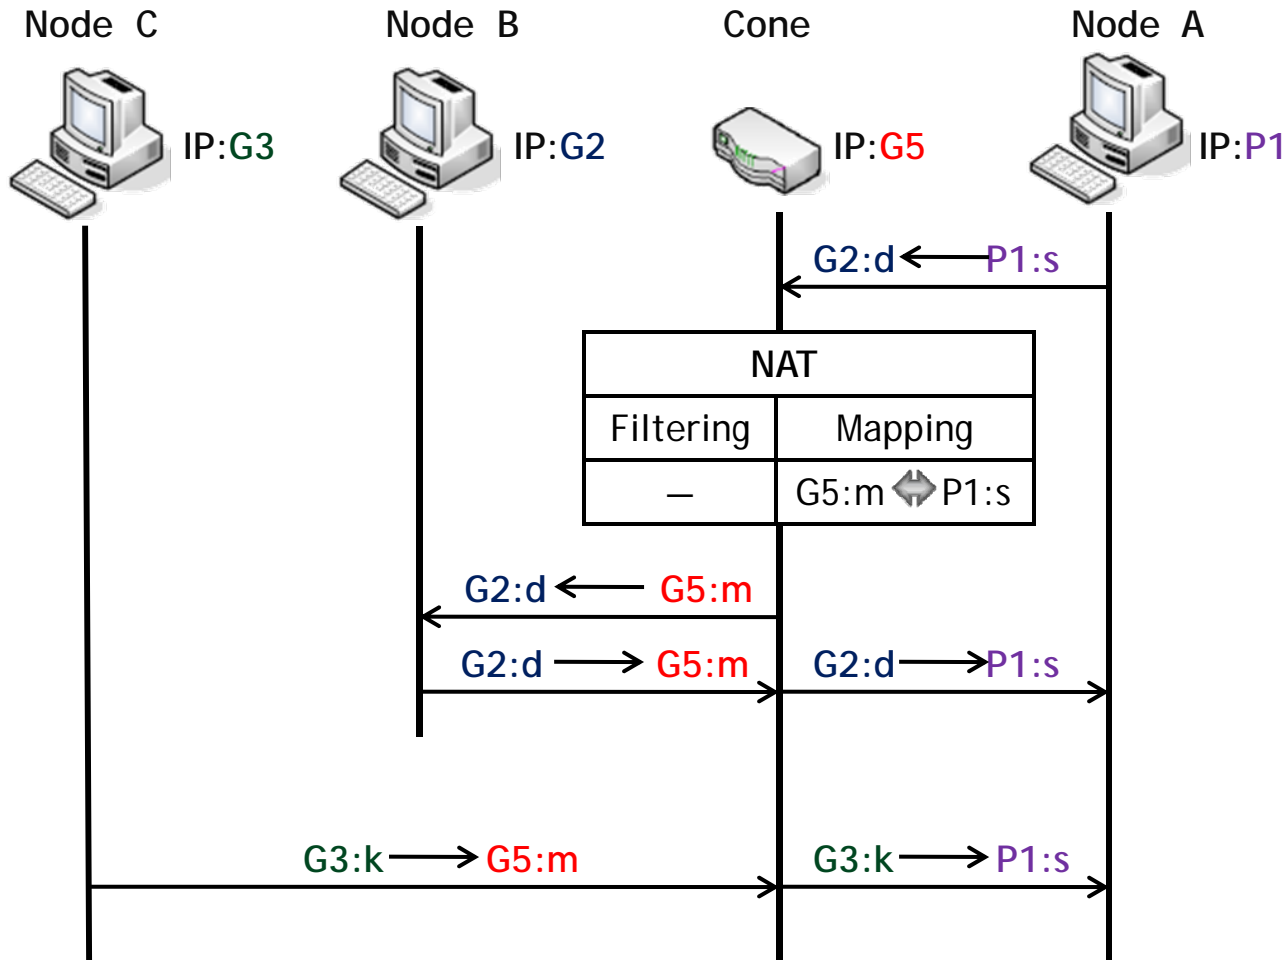 Node C Node B Cone Node A
IP:G3 IP:G2 IP:G5 IP:P1
G2:d P1:s
NAT
Filtering Mapping
– G5:m P1:s
G2:d G5:m
G2:d G5:m G2:d P1:s
G3:k G5:m G3:k P1:s